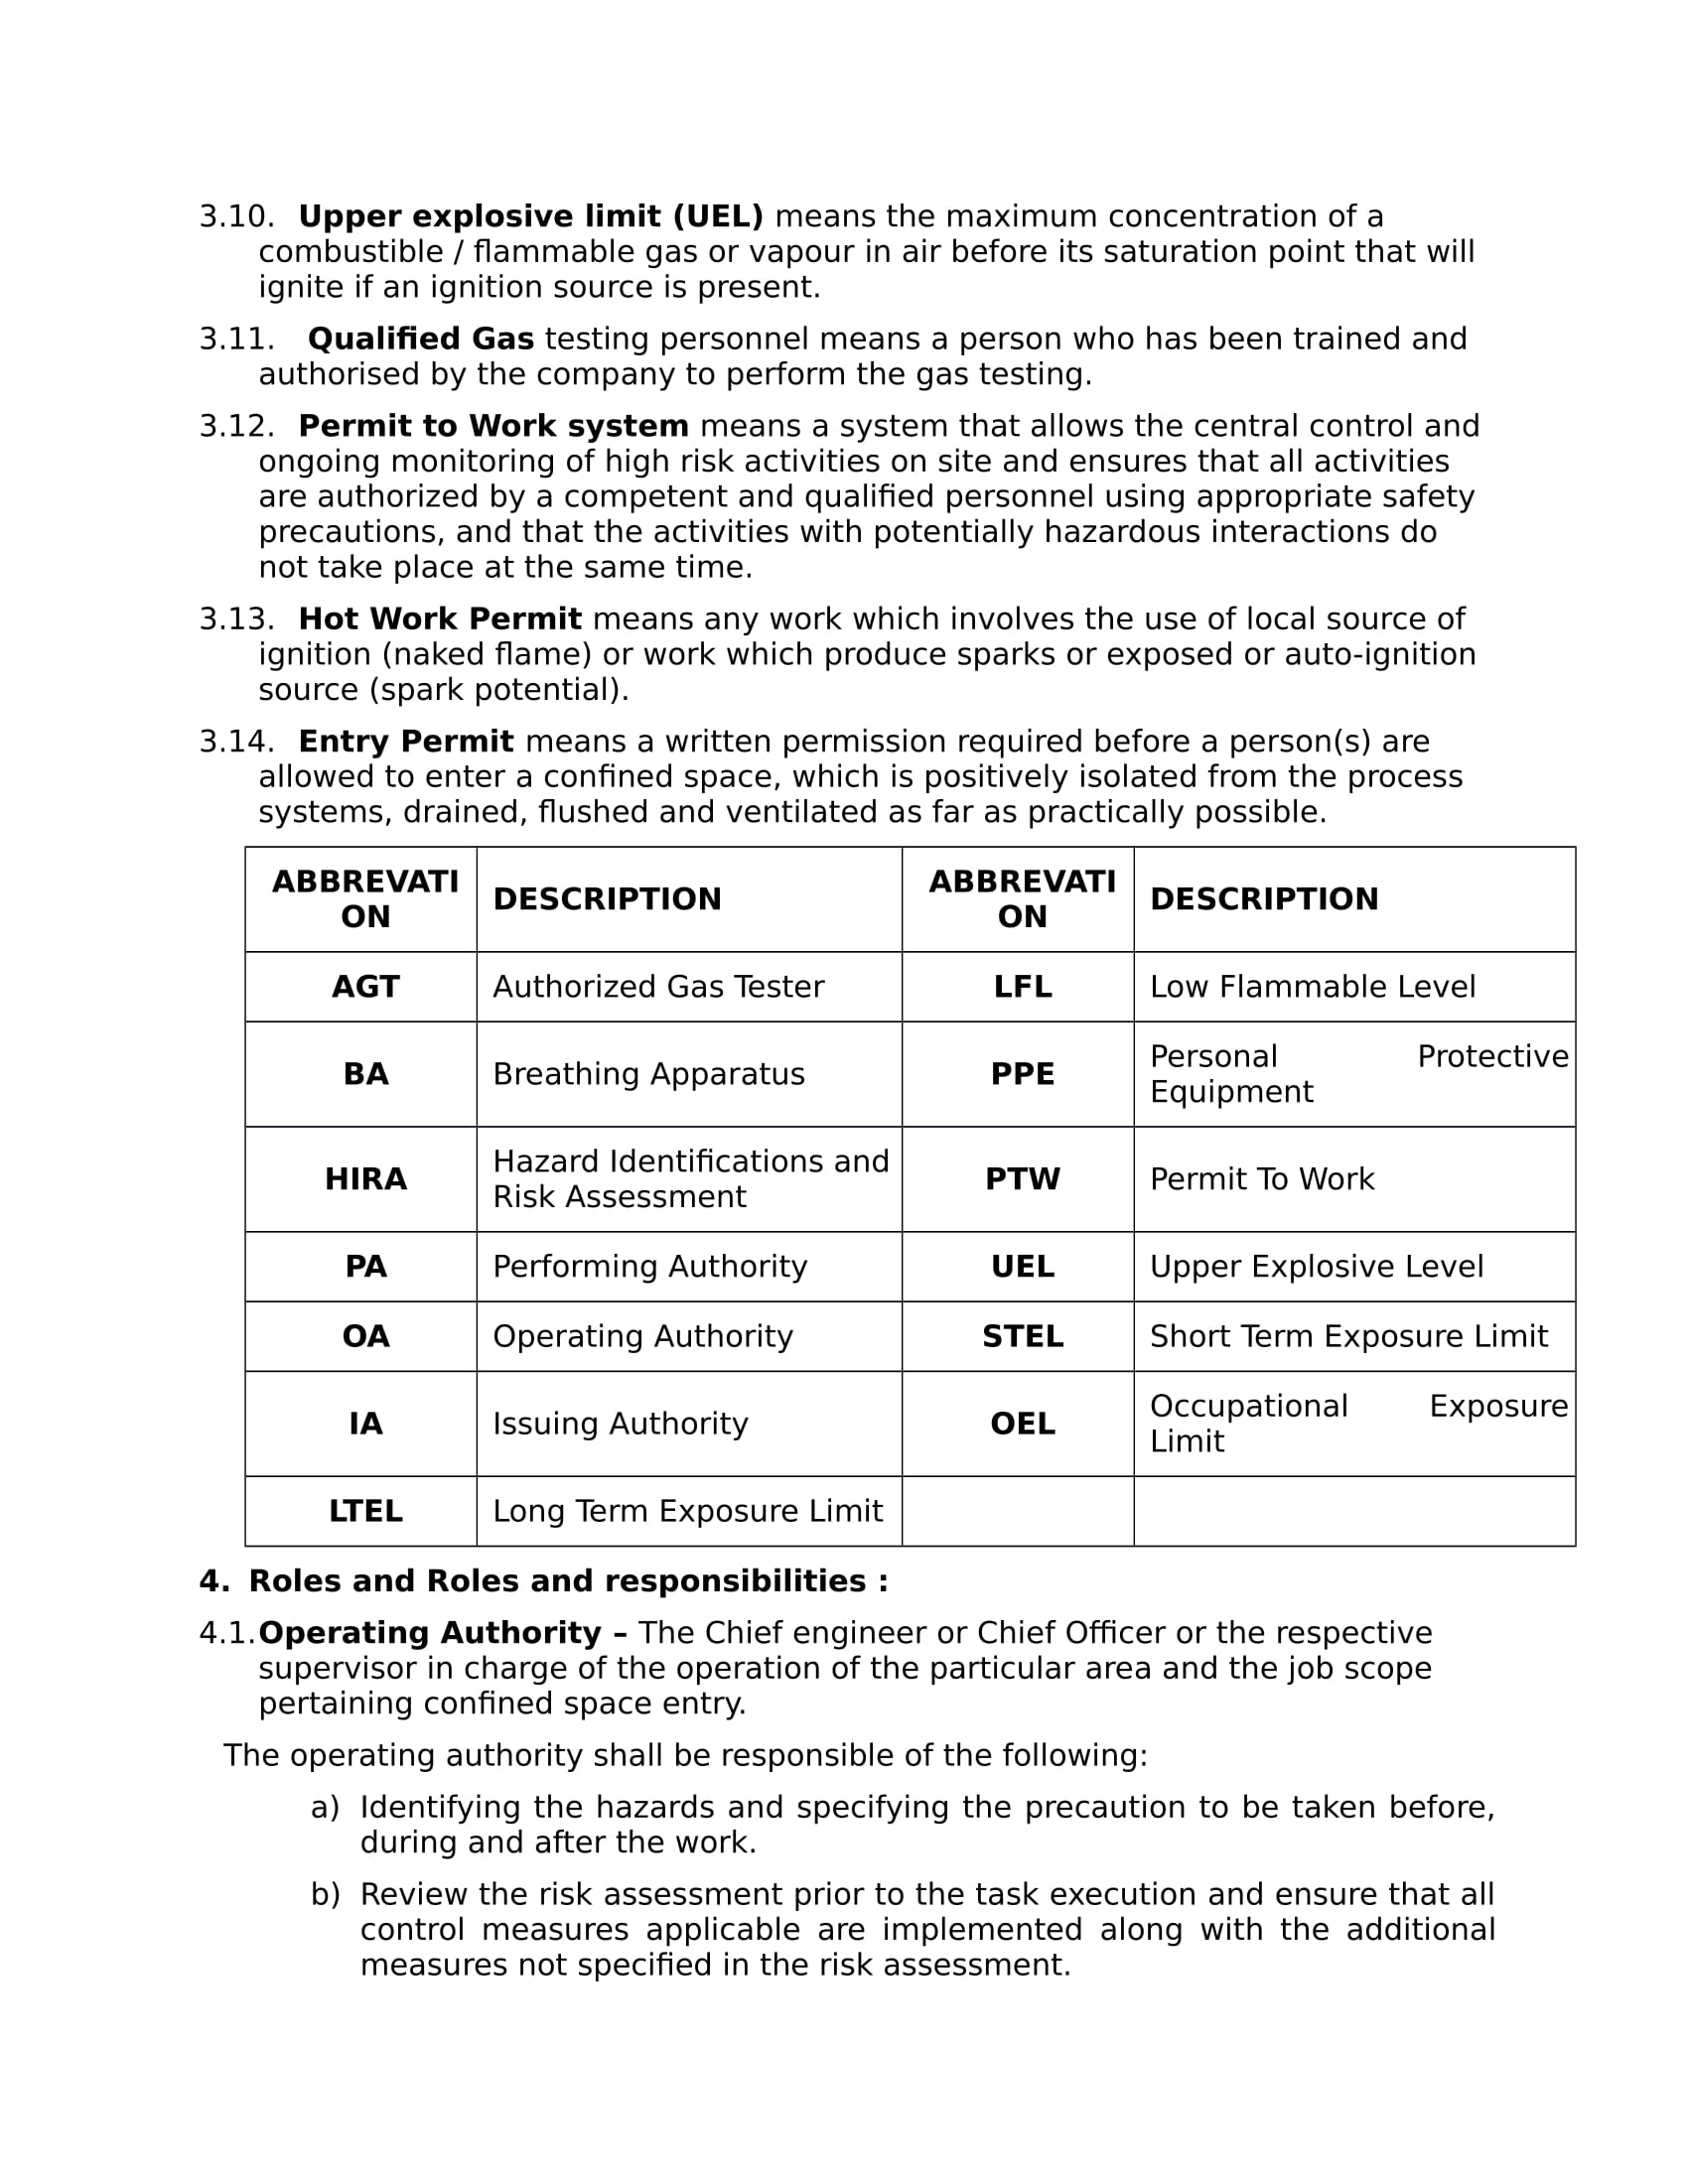 3.10. Upper explosive limit (UEL) means the maximum concentration of a
combustible / flammable gas or vapour in air before its saturation point that will
ignite if an ignition source is present.
3.11. Qualified Gas testing personnel means a person who has been trained and
authorised by the company to perform the gas testing.
3.12. Permit to Work system means a system that allows the central control and
ongoing monitoring of high risk activities on site and ensures that all activities
are authorized by a competent and qualified personnel using appropriate safety
precautions, and that the activities with potentially hazardous interactions do
not take place at the same time.
3.13. Hot Work Permit means any work which involves the use of local source of
ignition (naked flame) or work which produce sparks or exposed or auto-ignition
source (spark potential).
3.14. Entry Permit means a written permission required before a person(s) are
allowed to enter a confined space, which is positively isolated from the process
systems, drained, flushed and ventilated as far as practically possible.
ABBREVATI
ON
DESCRIPTION
ABBREVATI
ON
DESCRIPTION
AGT
Authorized Gas Tester
LFL
Low Flammable Level
BA
Breathing Apparatus
PPE
Personal Protective
Equipment
HIRA
Hazard Identifications and
Risk Assessment
PTW
Permit To Work
PA
Performing Authority
UEL
Upper Explosive Level
OA
Operating Authority
STEL
Short Term Exposure Limit
IA
Issuing Authority
OEL
Occupational Exposure
Limit
LTEL
Long Term Exposure Limit
4. Roles and Roles and responsibilities :
4.1. Operating Authority – The Chief engineer or Chief Officer or the respective
supervisor in charge of the operation of the particular area and the job scope
pertaining confined space entry.
The operating authority shall be responsible of the following:
a) Identifying the hazards and specifying the precaution to be taken before,
during and after the work.
b) Review the risk assessment prior to the task execution and ensure that all
control measures applicable are implemented along with the additional
measures not specified in the risk assessment.